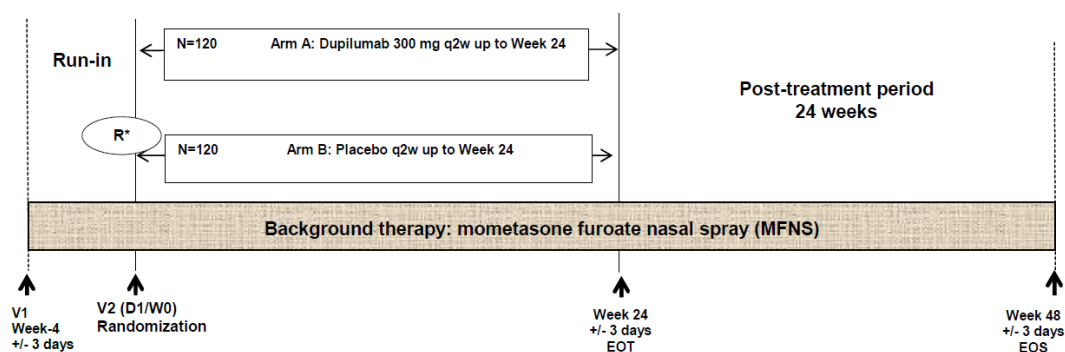 N=120 Arm A: Dupilumab 300 mg q2w up to Week 24
Run-in
Post-treatment period
24 weeks
R*
N=120 Arm B: Placebo q2w up to Week 24
Background therapy: mometasone furoate nasal spray (MFNS)
V1
Week-4
+/- 3 days
V2 (D1/W0)
Randomization
Week 24
+/- 3 days
EOT
Week 48
+/- 3 days
EOS